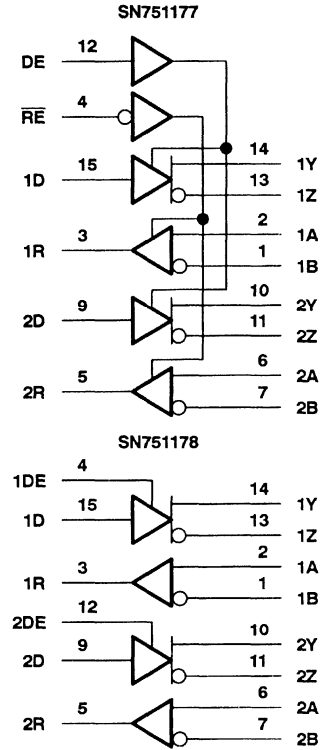 SN751177
DE 12
RE 4
1D 15 14 1Y
13 1Z
1R 3 2 1A
1 1B
2D 9 10 2Y
11 2Z
2R 5 6 2A
7 2B
SN751178
1DE 4
1D 15 14 1Y
13 1Z
1R 3 2 1A
1 1B
2DE 12
2D 9 10 2Y
11 2Z
2R 5 6 2A
7 2B